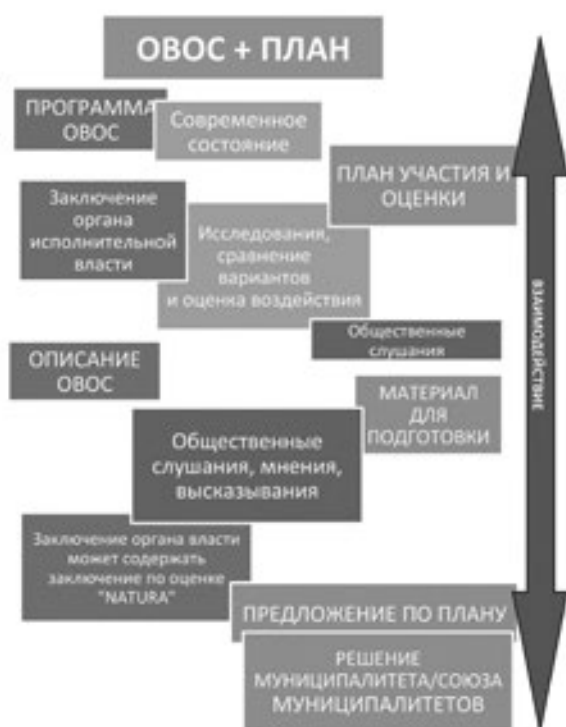 ОВОС + ПЛАН
ПРОГРАММА
ОВОС
Современное
состояние
ПЛАН УЧАСТИЯ И
ОЦЕНКИ
Заключение
органа
исполнительной
власти
Исследования,
сравнение
вариантов
и оценка воздействия
Общественные
слушания
ОПИСАНИЕ
ОВОС
МАТЕРИАЛ
ДЛЯ
ПОДГОТОВКИ
Общественные
слушания, мнения,
высказывания
Заключение органа власти
может содержать
заключение по оценке
"NATURA"
ПРЕДЛОЖЕНИЕ ПО ПЛАНУ
РЕШЕНИЕ
МУНИЦИПАЛИТЕТА/СОЮЗА
МУНИЦИПАЛИТЕТОВ
ВЗАИМОДЕЙСТВИЕ